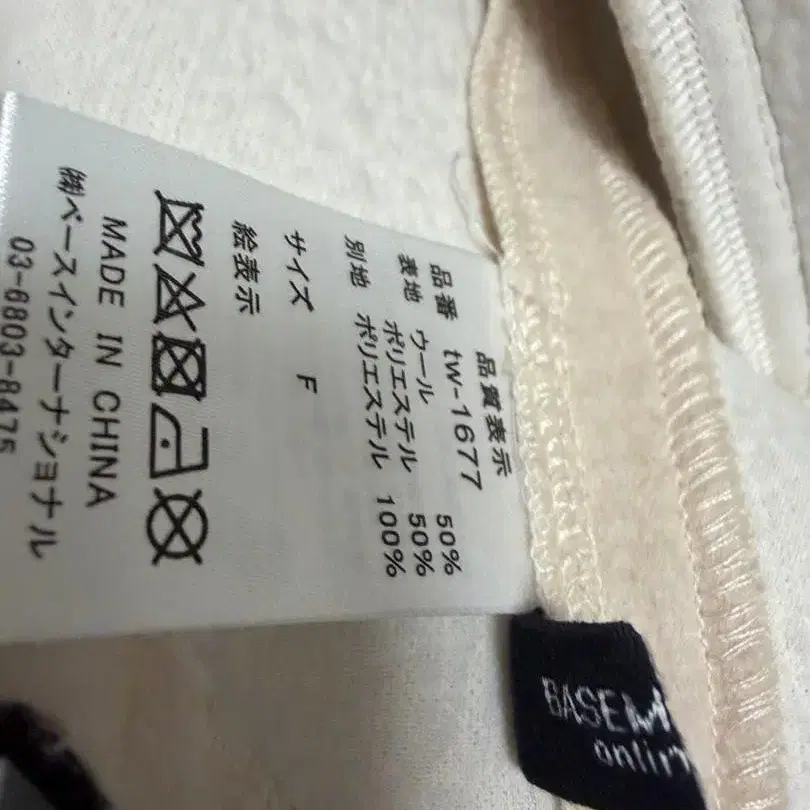 品質表示
品番 tw-1677
表地 ウール 50%
ポリエステル 50%
別地 ポリエステル 100%
サイズ F
絵表示
MADE IN CHINA
㈱ベースインターナショナル
03-6803-8475
BASEM
onlin